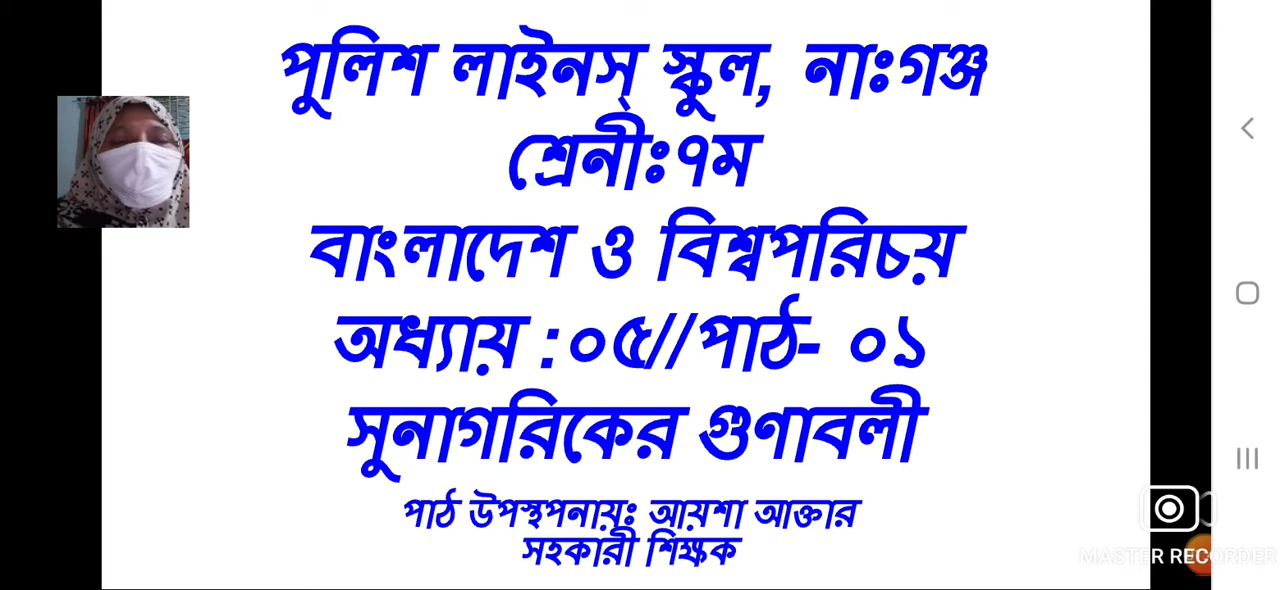 পুলিশ লাইনস্ স্কুল, নাঃগঞ্জ
শ্রেনীঃ৭ম
বাংলাদেশ ও বিশ্বপরিচয়
অধ্যায় :০৫//পাঠ- ০১
সুনাগরিকের গুণাবলী
পাঠ উপস্থপনায়ঃ আয়শা আক্তার
সহকারী শিক্ষক
MASTER RECORDER